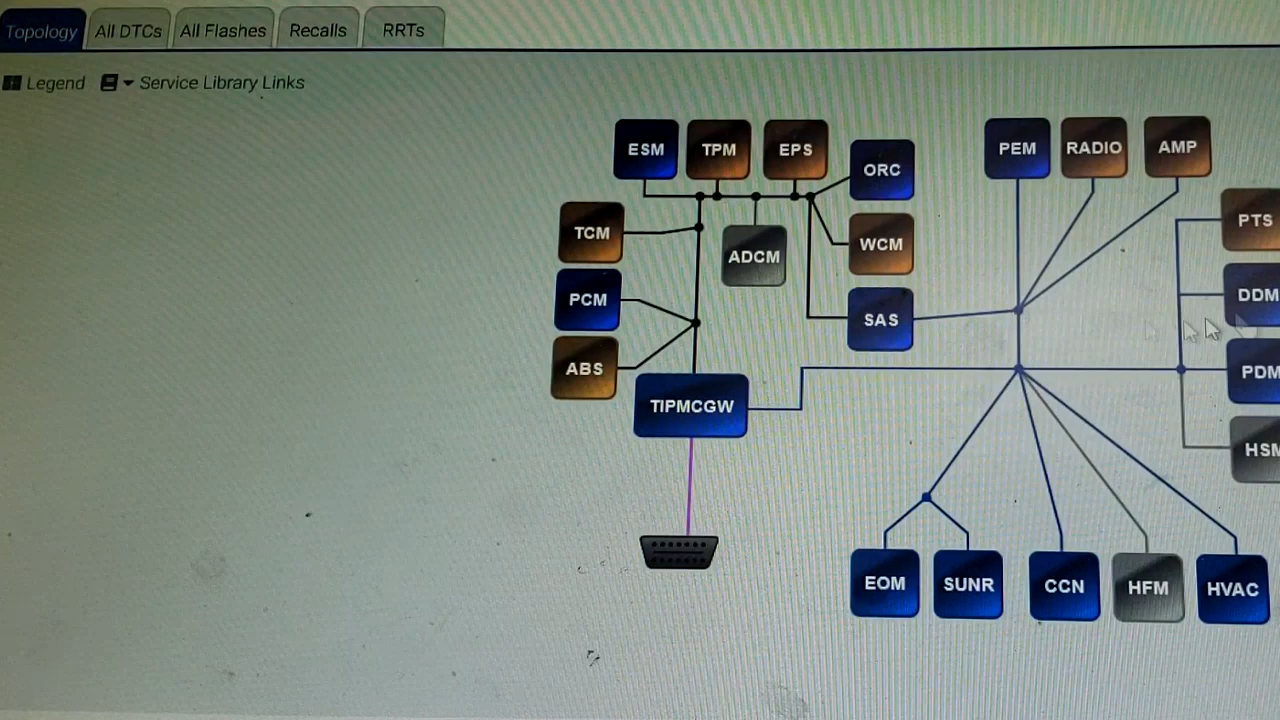 Topology All DTCs All Flashes Recalls RRTs
Legend Service Library Links
ESM TPM EPS ORC PEM RADIO AMP
TCM ADCM WCM PTS
PCM SAS DDM
ABS TIPMCGW PDM
HSM
EOM SUNR CCN HFM HVAC